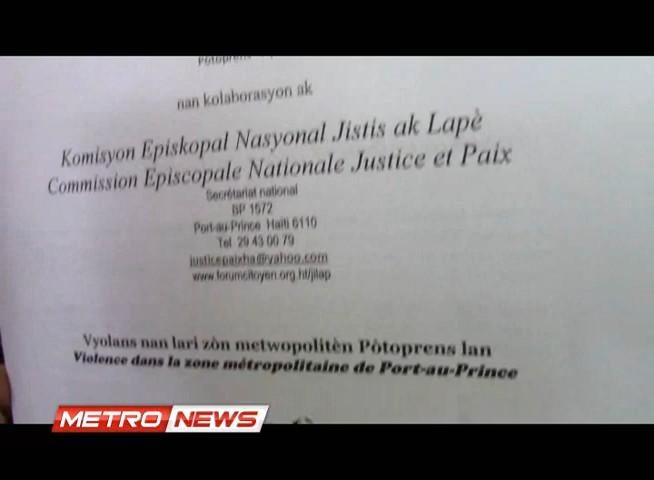 nan kolaborasyon ak
Komisyon Episkopal Nasyonal Jistis ak Lapè
Commission Episcopale Nationale Justice et Paix
Secrétariat national
BP 1672
Port-au-Prince Haïti 6110
Tel 29 43 00 79
justicepaixha@yahoo.com
www.forumcitoyen.org.ht/jilap
Vyolans nan lari zòn metwopolitèn Pòtoprens lan
Violence dans la zone métropolitaine de Port-au-Prince
METRO NEWS